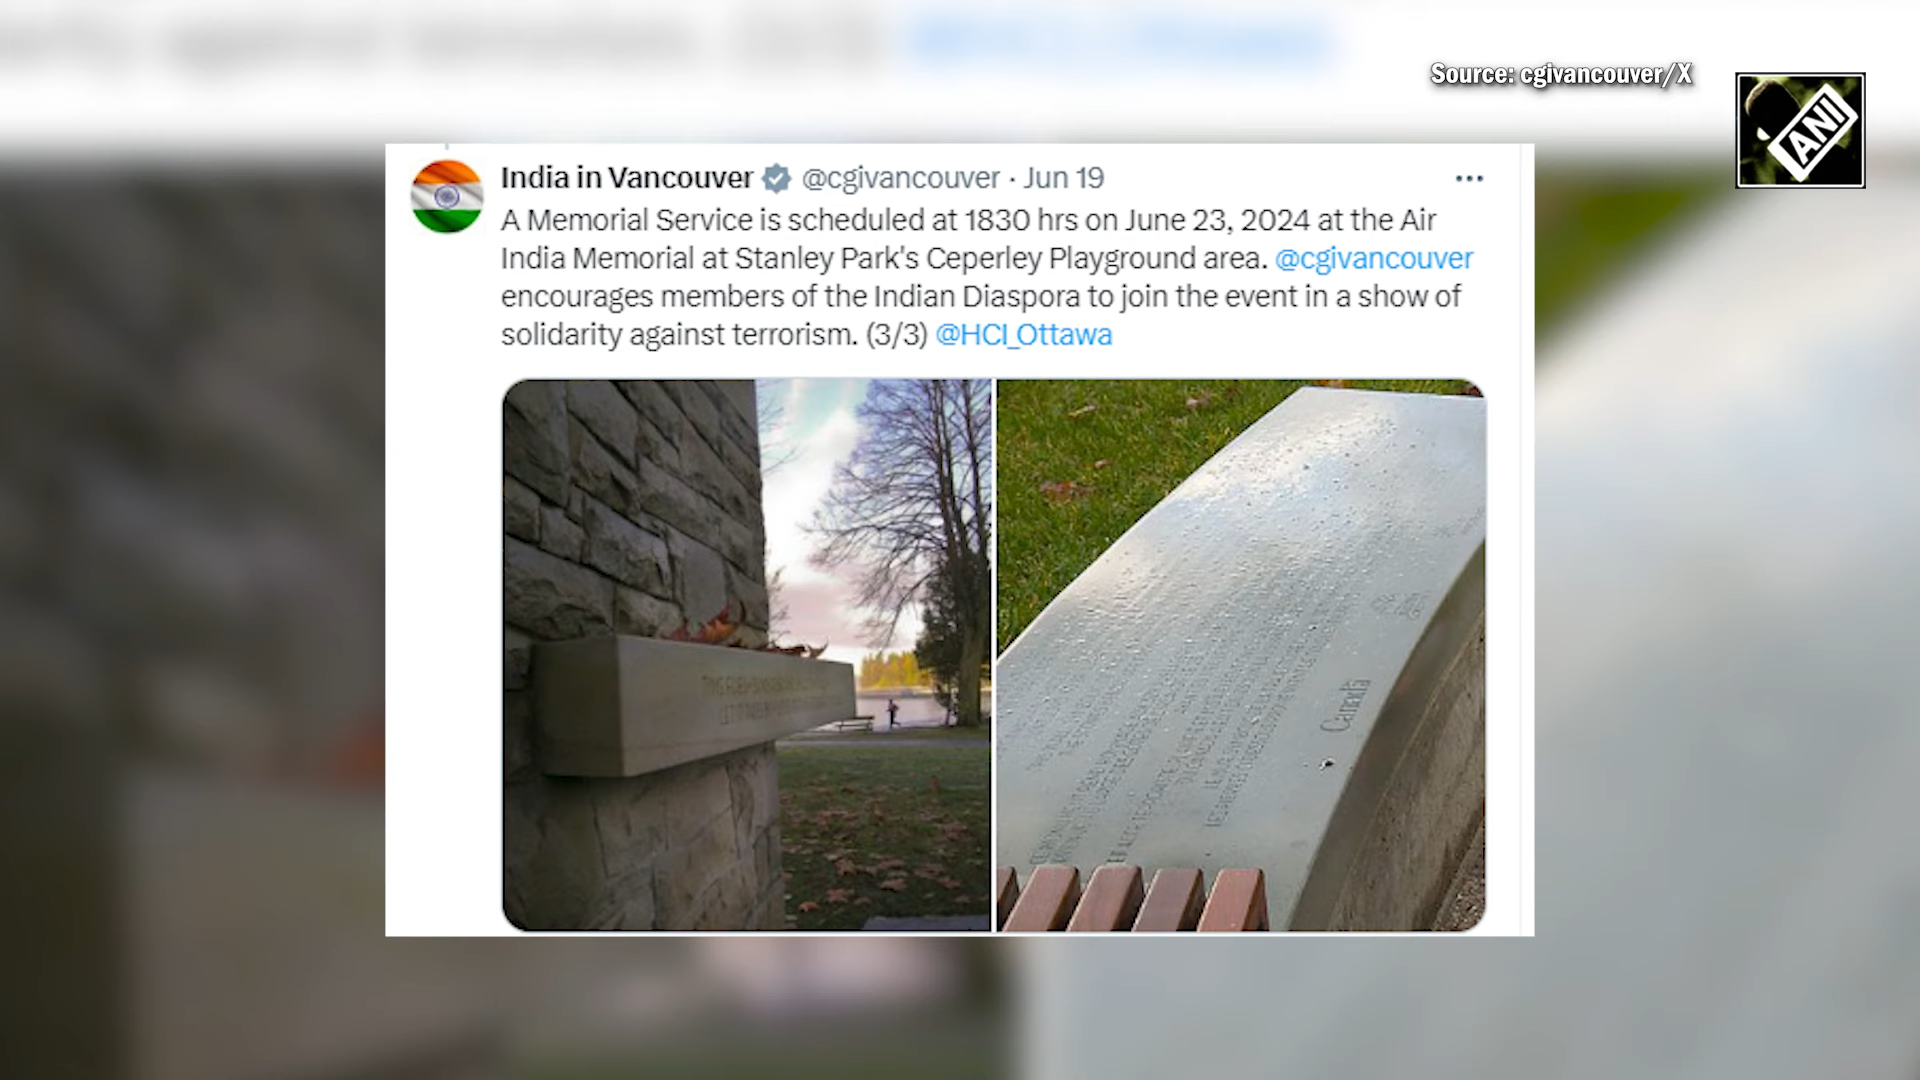 Source: cgivancouver/X
ANI
India in Vancouver @cgivancouver · Jun 19
A Memorial Service is scheduled at 1830 hrs on June 23, 2024 at the Air
India Memorial at Stanley Park's Ceperley Playground area. @cgivancouver
encourages members of the Indian Diaspora to join the event in a show of
solidarity against terrorism. (3/3) @HCI_Ottawa
Canada